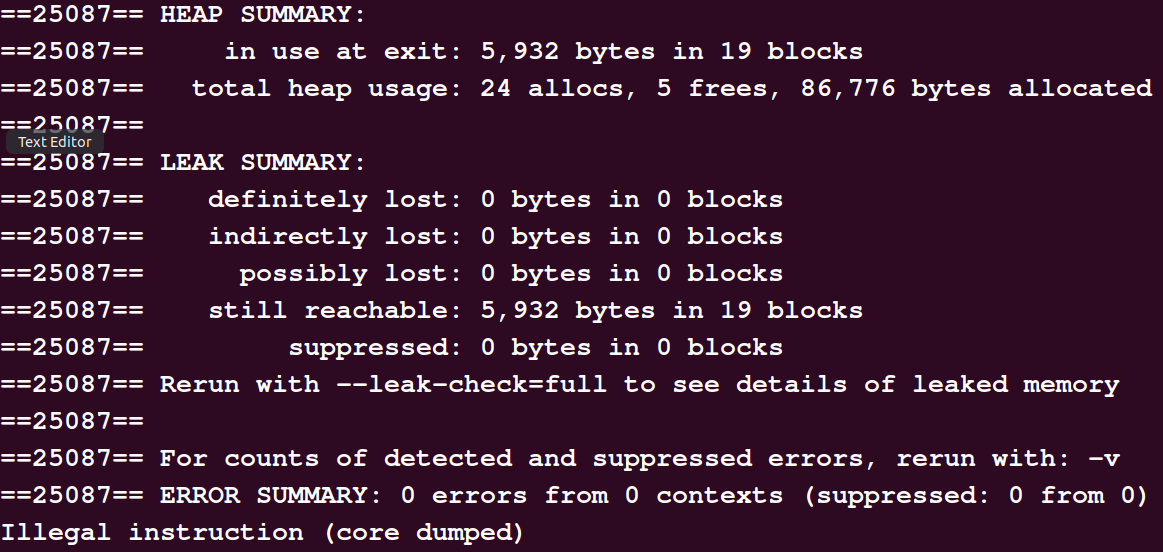 ==25087== HEAP SUMMARY:
==25087==     in use at exit: 5,932 bytes in 19 blocks
==25087==   total heap usage: 24 allocs, 5 frees, 86,776 bytes allocated
==25087==
Text Editor
==25087== LEAK SUMMARY:
==25087==    definitely lost: 0 bytes in 0 blocks
==25087==    indirectly lost: 0 bytes in 0 blocks
==25087==      possibly lost: 0 bytes in 0 blocks
==25087==    still reachable: 5,932 bytes in 19 blocks
==25087==         suppressed: 0 bytes in 0 blocks
==25087== Rerun with --leak-check=full to see details of leaked memory
==25087==
==25087== For counts of detected and suppressed errors, rerun with: -v
==25087== ERROR SUMMARY: 0 errors from 0 contexts (suppressed: 0 from 0)
Illegal instruction (core dumped)